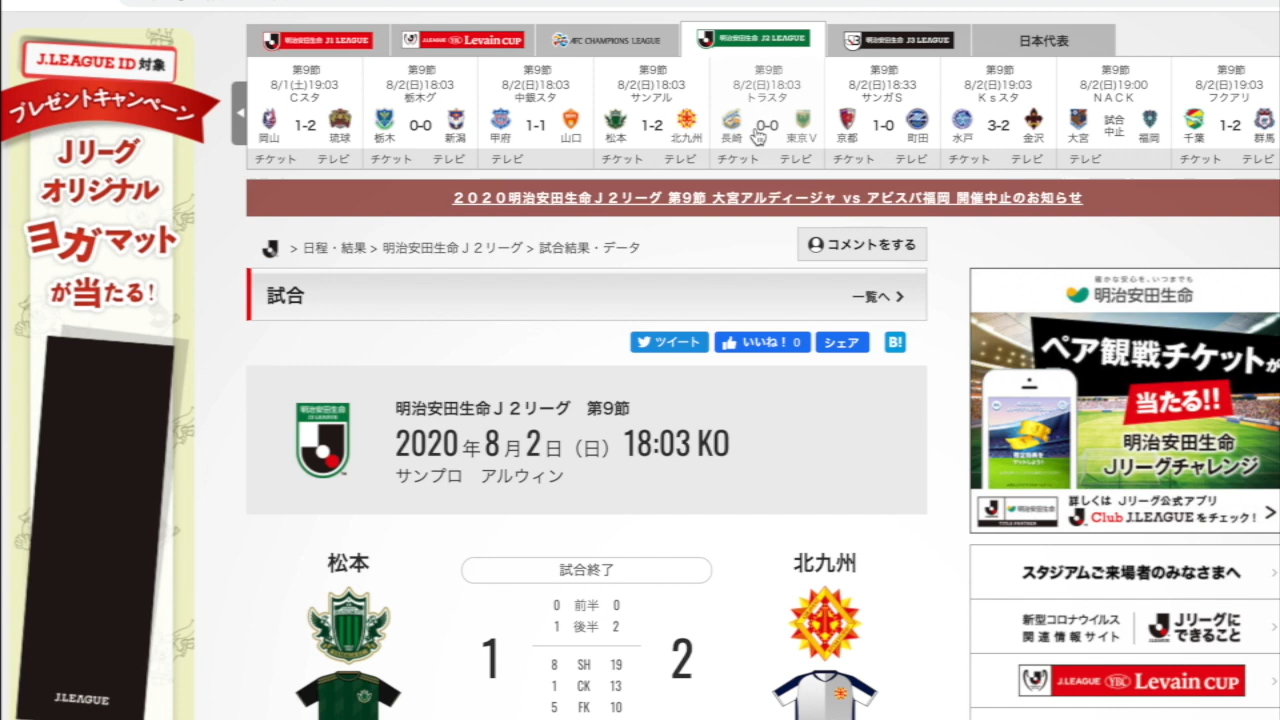 J.LEAGUE ID 対象
プレゼントキャンペーン
Jリーグ
オリジナル
ヨガマット
が当たる!
J.LEAGUE
明治安田生命 J1 LEAGUE
J.LEAGUE YBC Levain CUP
AFC CHAMPIONS LEAGUE
明治安田生命 J2 LEAGUE
明治安田生命 J3 LEAGUE
日本代表
第9節
8/1(土)19:03
Cスタ
岡山 1-2 琉球
チケット テレビ
第9節
8/2(日)18:03
栃木グ
栃木 0-0 新潟
チケット テレビ
第9節
8/2(日)18:03
中銀スタ
甲府 1-1 山口
テレビ
第9節
8/2(日)18:03
サンアル
松本 1-2 北九州
チケット テレビ
第9節
8/2(日)18:03
トラスタ
長崎 0-0 東京V
チケット テレビ
第9節
8/2(日)18:33
サンガS
京都 1-0 町田
チケット テレビ
第9節
8/2(日)19:03
Ksスタ
水戸 3-2 金沢
チケット テレビ
第9節
8/2(日)19:00
NACK
大宮 試合中止 福岡
テレビ
第9節
8/2(日)19:03
フクアリ
千葉 1-2 群馬
チケット テレビ
2020明治安田生命J2リーグ 第9節 大宮アルディージャ vs アビスパ福岡 開催中止のお知らせ
> 日程・結果 > 明治安田生命J2リーグ > 試合結果・データ
コメントをする
試合
一覧へ
ツイート
いいね! 0
シェア
B!
明治安田生命
J2 LEAGUE
明治安田生命J2リーグ 第9節
2020年8月2日(日) 18:03 KO
サンプロ アルウィン
松本
試合終了
北九州
0 前半 0
1 後半 2
1 2
8 SH 19
1 CK 13
5 FK 10
確かな安心を、いつまでも
明治安田生命
ペア観戦チケットが
当たる!!
明治安田生命
Jリーグチャレンジ
明治安田生命
TITLE PARTNER
詳しくは Jリーグ公式アプリ
Club J.LEAGUE をチェック!
スタジアムご来場者のみなさまへ
新型コロナウイルス
関連情報サイト
Jリーグに
できること
J.LEAGUE YBC Levain CUP